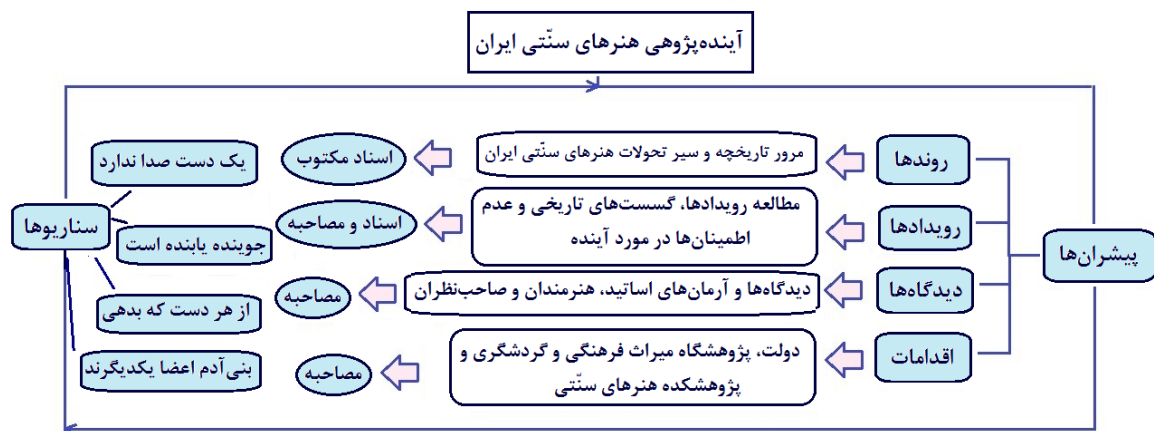 آینده‌پژوهی هنرهای سنّتی ایران
پیشران‌ها
روندها
مرور تاریخچه و سیر تحولات هنرهای سنّتی ایران
اسناد مکتوب
رویدادها
مطالعه رویدادها، گسست‌های تاریخی و عدم
اطمینان‌ها در مورد آینده
اسناد و مصاحبه
دیدگاه‌ها
دیدگاه‌ها و آرمان‌های اساتید، هنرمندان و صاحب‌نظران
مصاحبه
اقدامات
دولت، پژوهشگاه میراث فرهنگی و گردشگری و
پژوهشکده هنرهای سنّتی
مصاحبه
سناریوها
یک دست صدا ندارد
جوینده یابنده است
از هر دست که بدهی
بنی‌آدم اعضا یکدیگرند